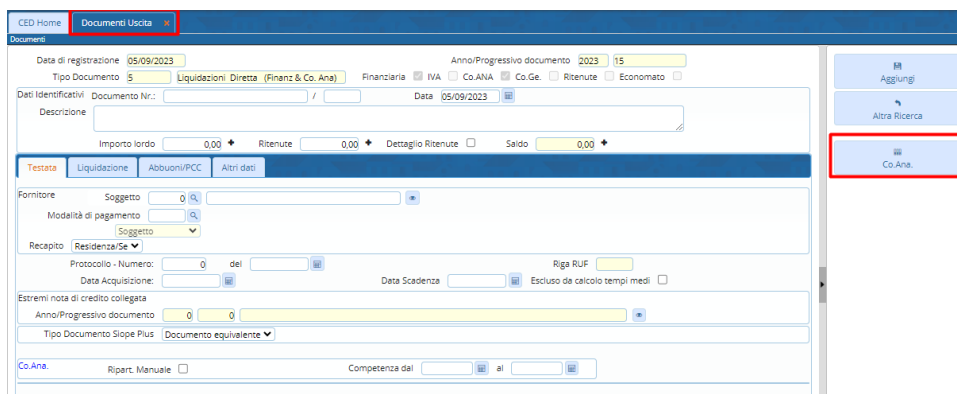 CED Home Documenti Uscita ×
Documenti
Data di registrazione 05/09/2023 Anno/Progressivo documento 2023 15
Tipo Documento 5 Liquidazioni Diretta (Finanz & Co. Ana) Finanziaria IVA Co.ANA Co.Ge. Ritenute Economato
Dati Identificativi Documento Nr.: / Data 05/09/2023
Descrizione
Importo lordo 0,00 + Ritenute 0,00 + Dettaglio Ritenute Saldo 0,00 +
Testata Liquidazione Abbuoni/PCC Altri dati
Fornitore Soggetto 0
Modalità di pagamento
Soggetto
Recapito Residenza/Se
Protocollo - Numero: 0 del Riga RUF
Data Acquisizione: Data Scadenza Escluso da calcolo tempi medi
Estremi nota di credito collegata
Anno/Progressivo documento 0 0
Tipo Documento Siope Plus Documento equivalente
Co.Ana. Ripart. Manuale Competenza dal al
Aggiungi
Altra Ricerca
Co.Ana.